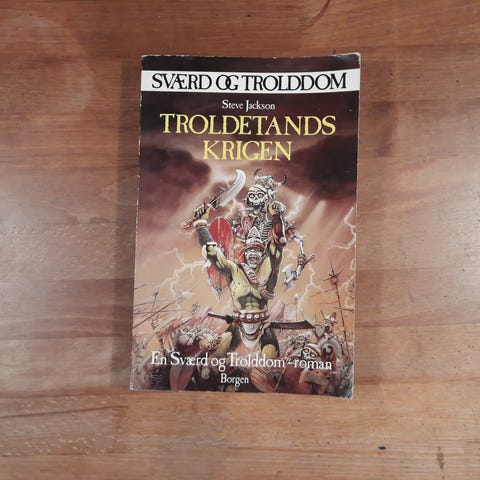 SVÆRD OG TROLDDOM
Steve Jackson
TROLDETANDS
KRIGEN
En Sværd og Trolddom-roman
Borgen